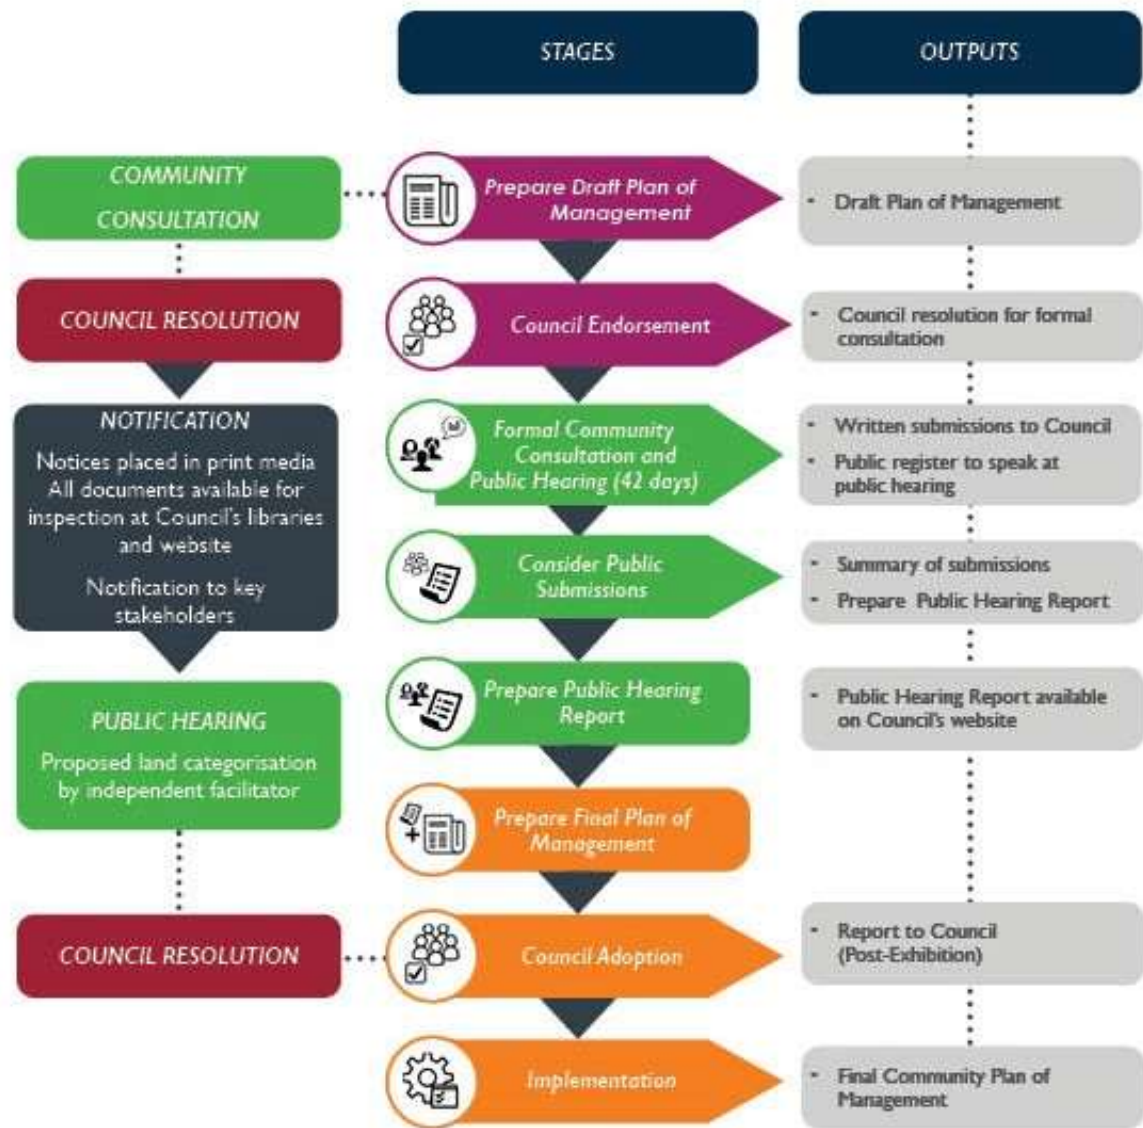 STAGES
OUTPUTS
COMMUNITY
CONSULTATION
COUNCIL RESOLUTION
NOTIFICATION
Notices placed in print media
All documents available for
inspection at Council's libraries
and website
Notification to key
stakeholders
PUBLIC HEARING
Proposed land categorisation
by independent facilitator
COUNCIL RESOLUTION
Prepare Draft Plan of
Management
Council Endorsement
Formal Community
Consultation and
Public Hearing (42 days)
Consider Public
Submissions
Prepare Public Hearing
Report
Prepare Final Plan of
Management
Council Adoption
Implementation
- Draft Plan of Management
- Council resolution for formal
consultation
- Written submissions to Council
- Public register to speak at
public hearing
- Summary of submissions
- Prepare Public Hearing Report
- Public Hearing Report available
on Council's website
- Report to Council
(Post-Exhibition)
- Final Community Plan of
Management